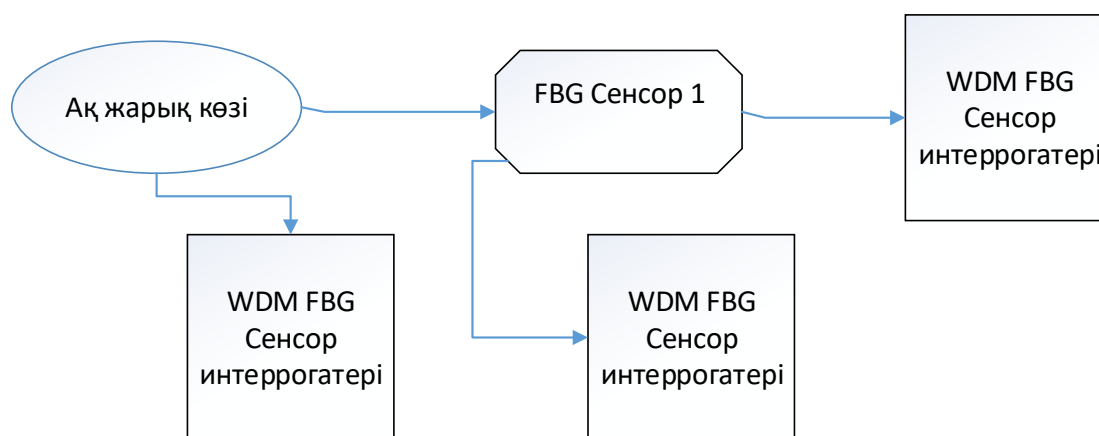 Ақ жарық көзі
FBG Сенсор 1
WDM FBG
Сенсор
интеррогатері
WDM FBG
Сенсор
интеррогатері
WDM FBG
Сенсор
интеррогатері